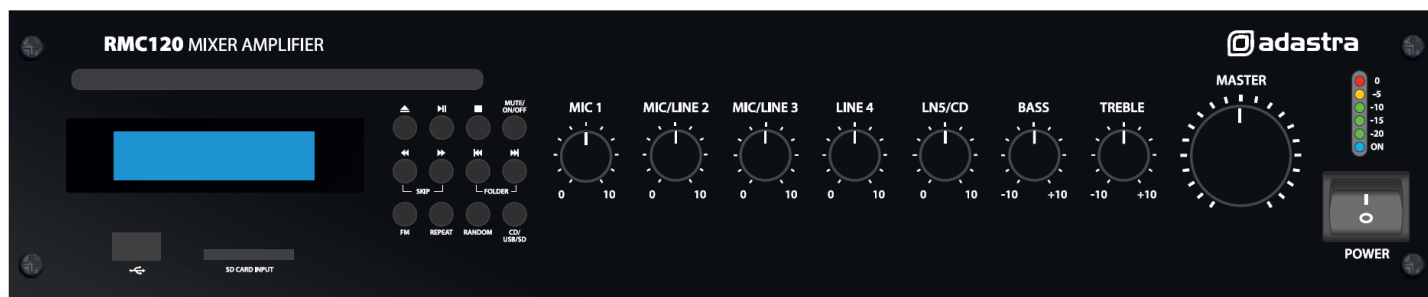 RMC120 MIXER AMPLIFIER
adastra
MUTE/
ON/OFF
SKIP
FOLDER
FM REPEAT RANDOM CD/
USB/SD
SD CARD INPUT
MIC 1
0 10
MIC/LINE 2
0 10
MIC/LINE 3
0 10
LINE 4
0 10
LN5/CD
0 10
BASS
-10 +10
TREBLE
-10 +10
MASTER
0
-5
-10
-15
-20
ON
POWER